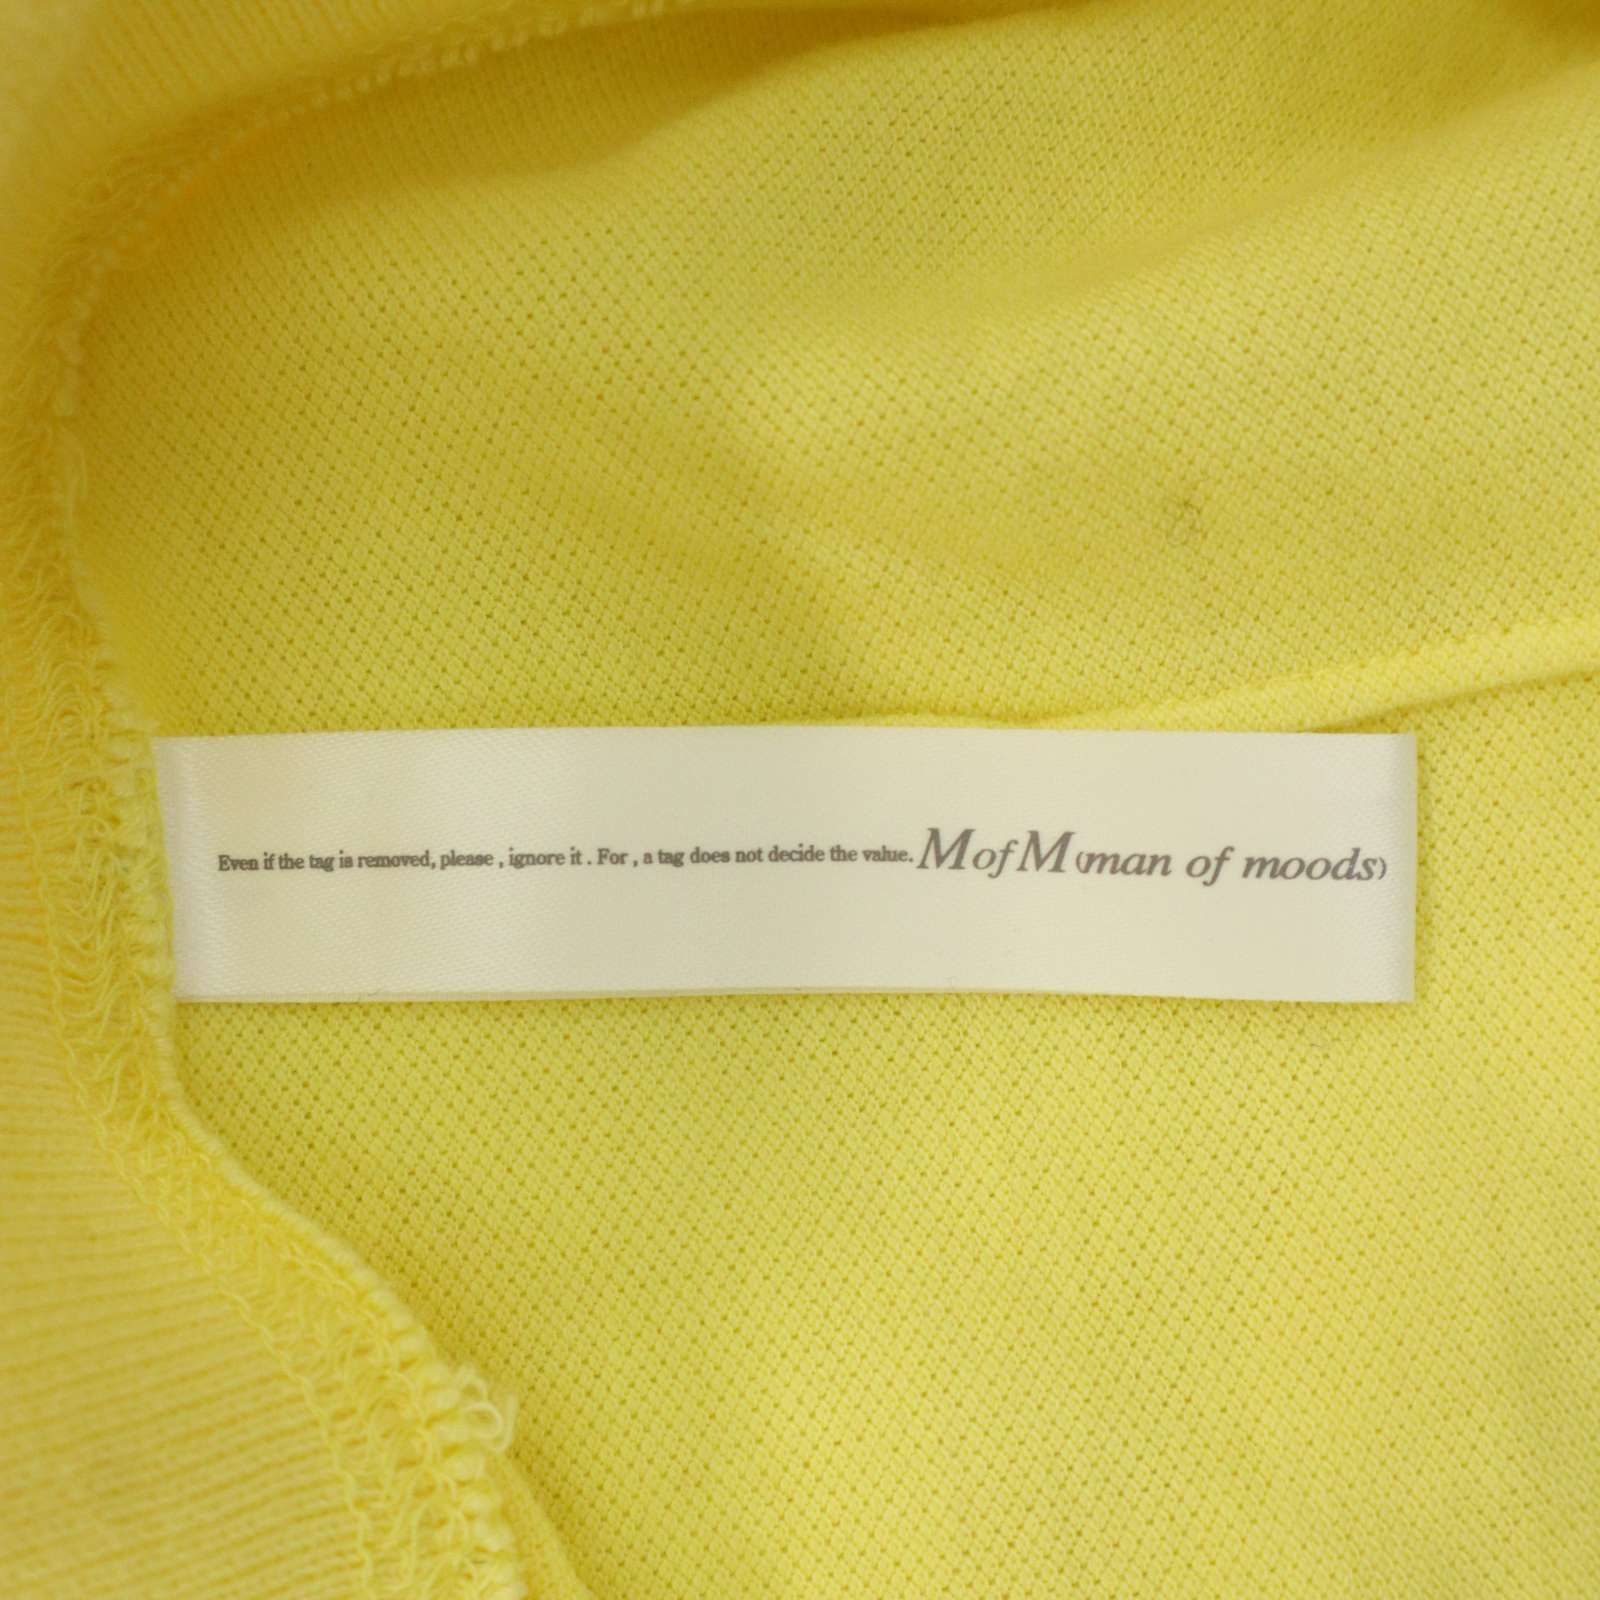 Even if the tag is removed, please , ignore it . For , a tag does not decide the value. MofM (man of moods)